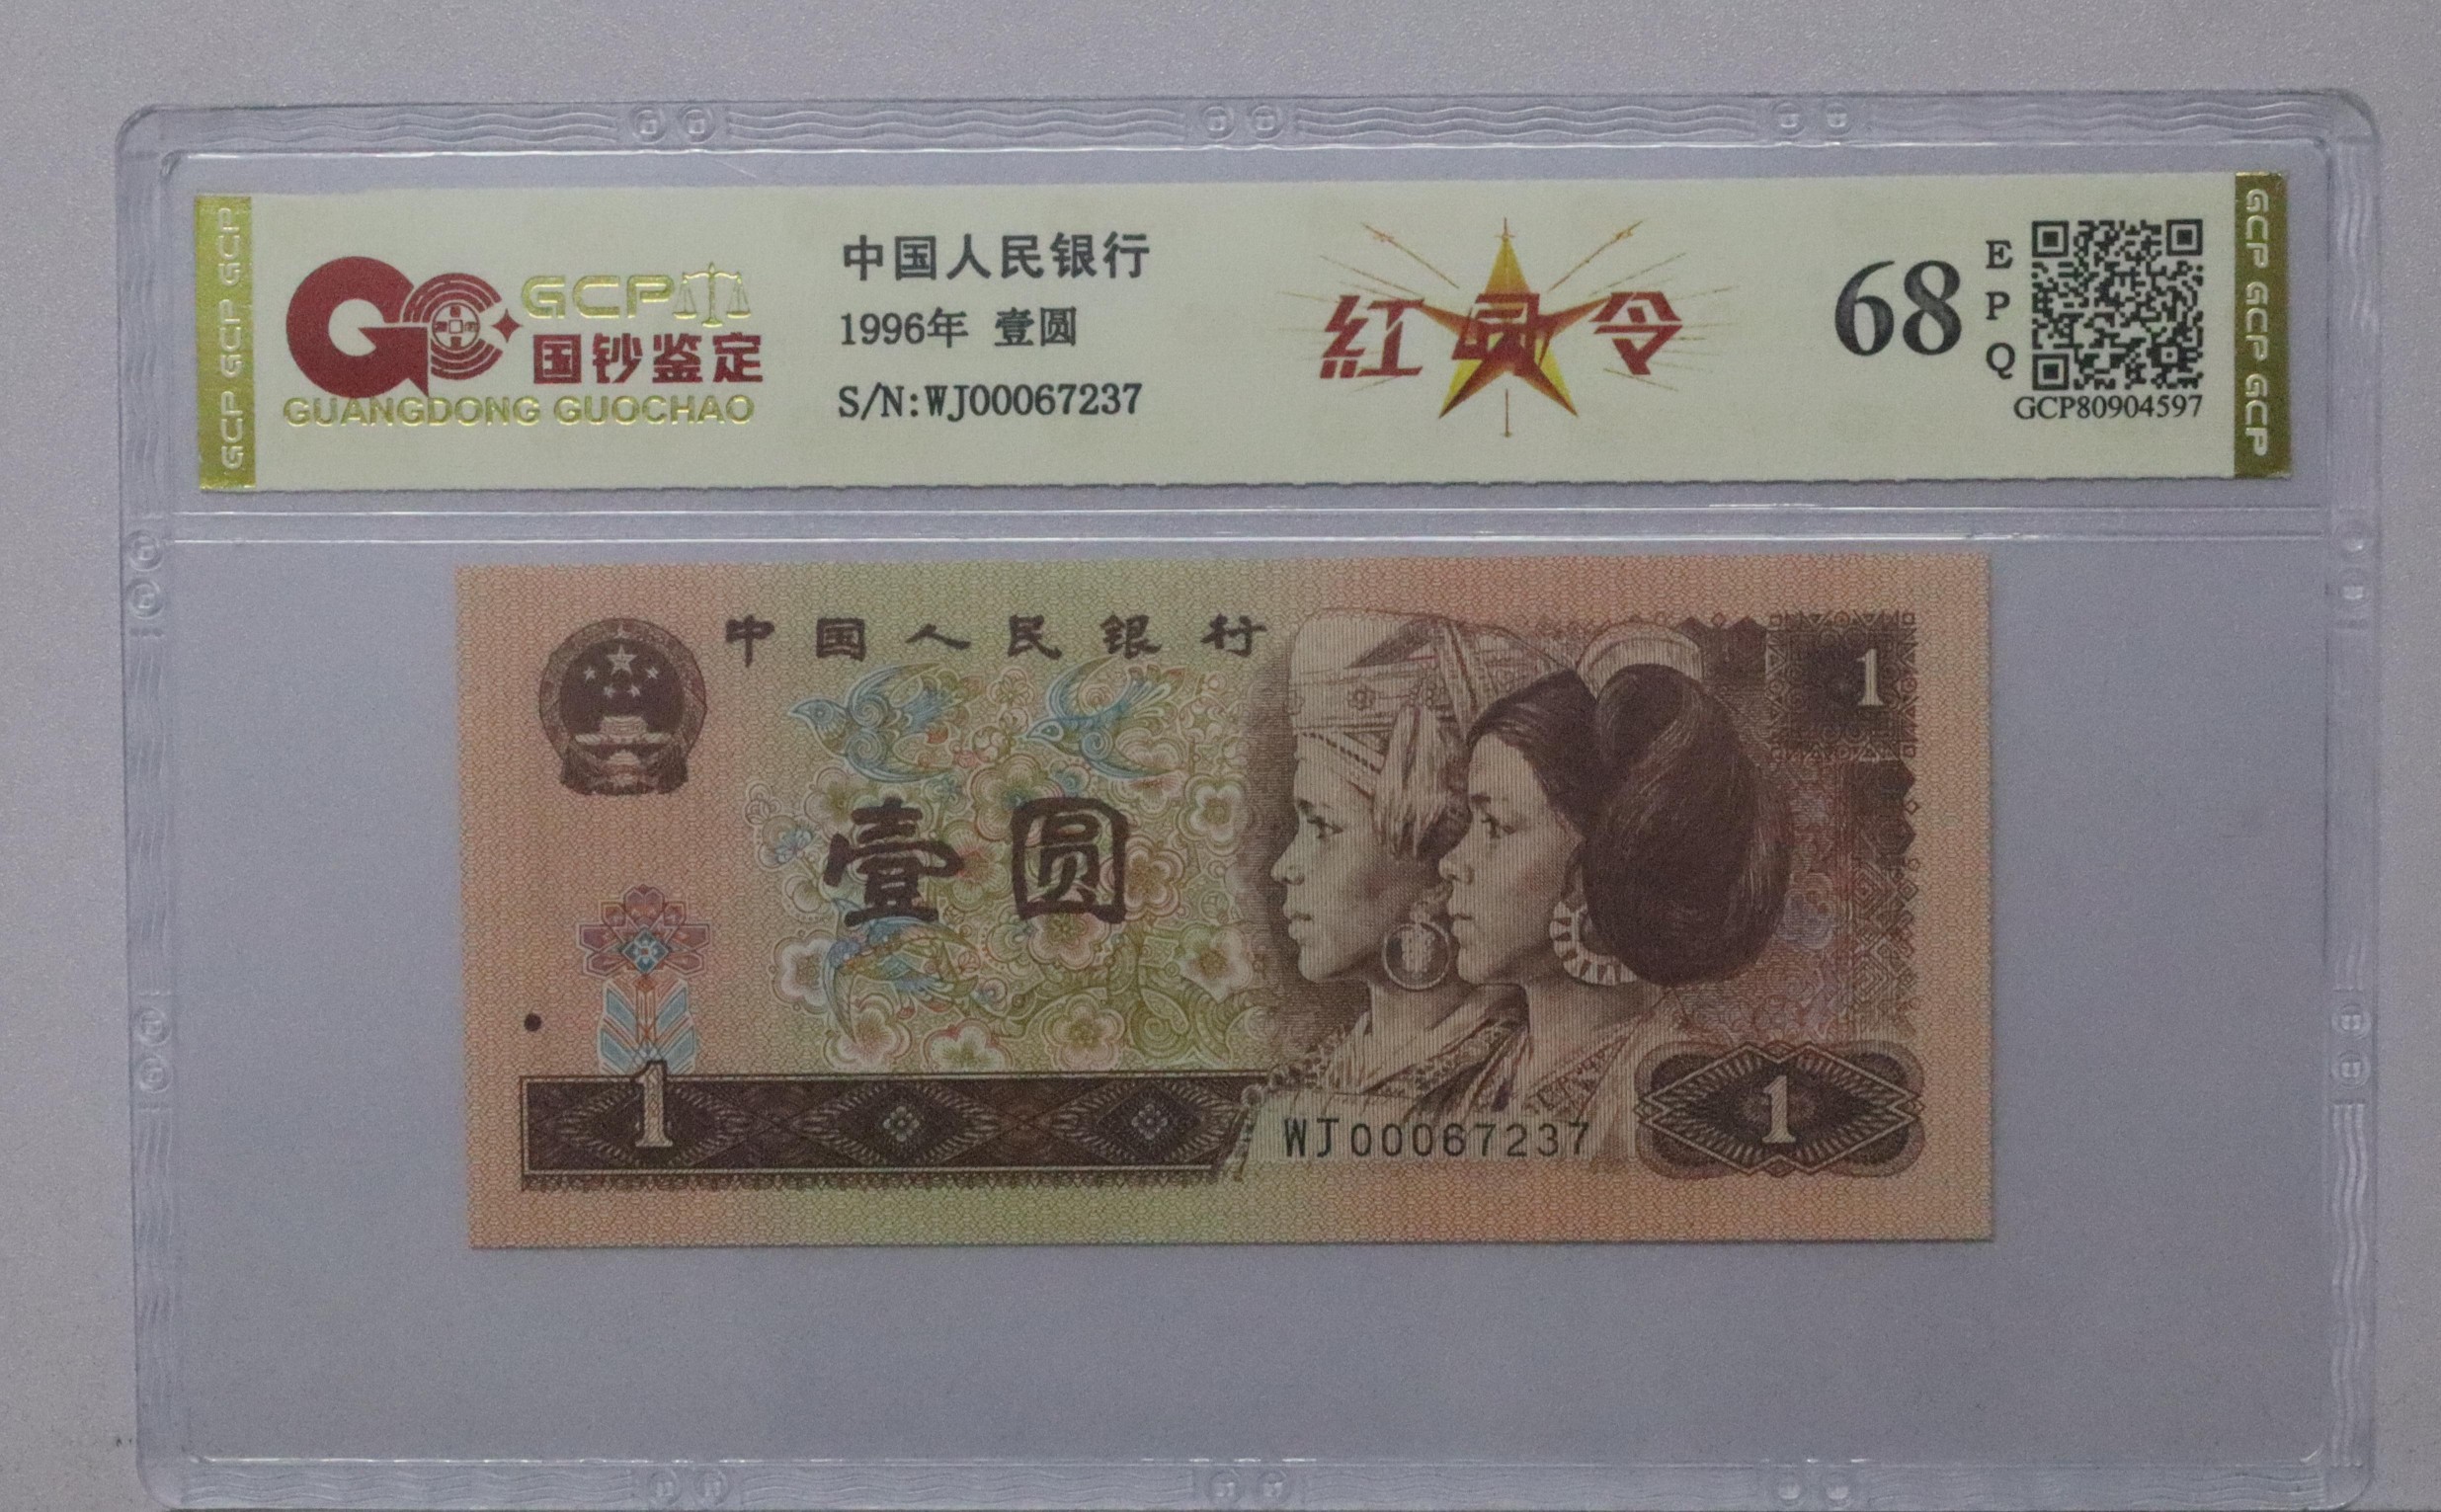 GCP GCP GCP
GCP
国钞鉴定
GUANGDONG GUOCHAO
中国人民银行
1996年 壹圆
S/N:WJ00067237
紅 令
68
E
P
Q
GCP80904597
GCP GCP GCP
中国人民银行
1
壹圆
1
WJ00067237
1